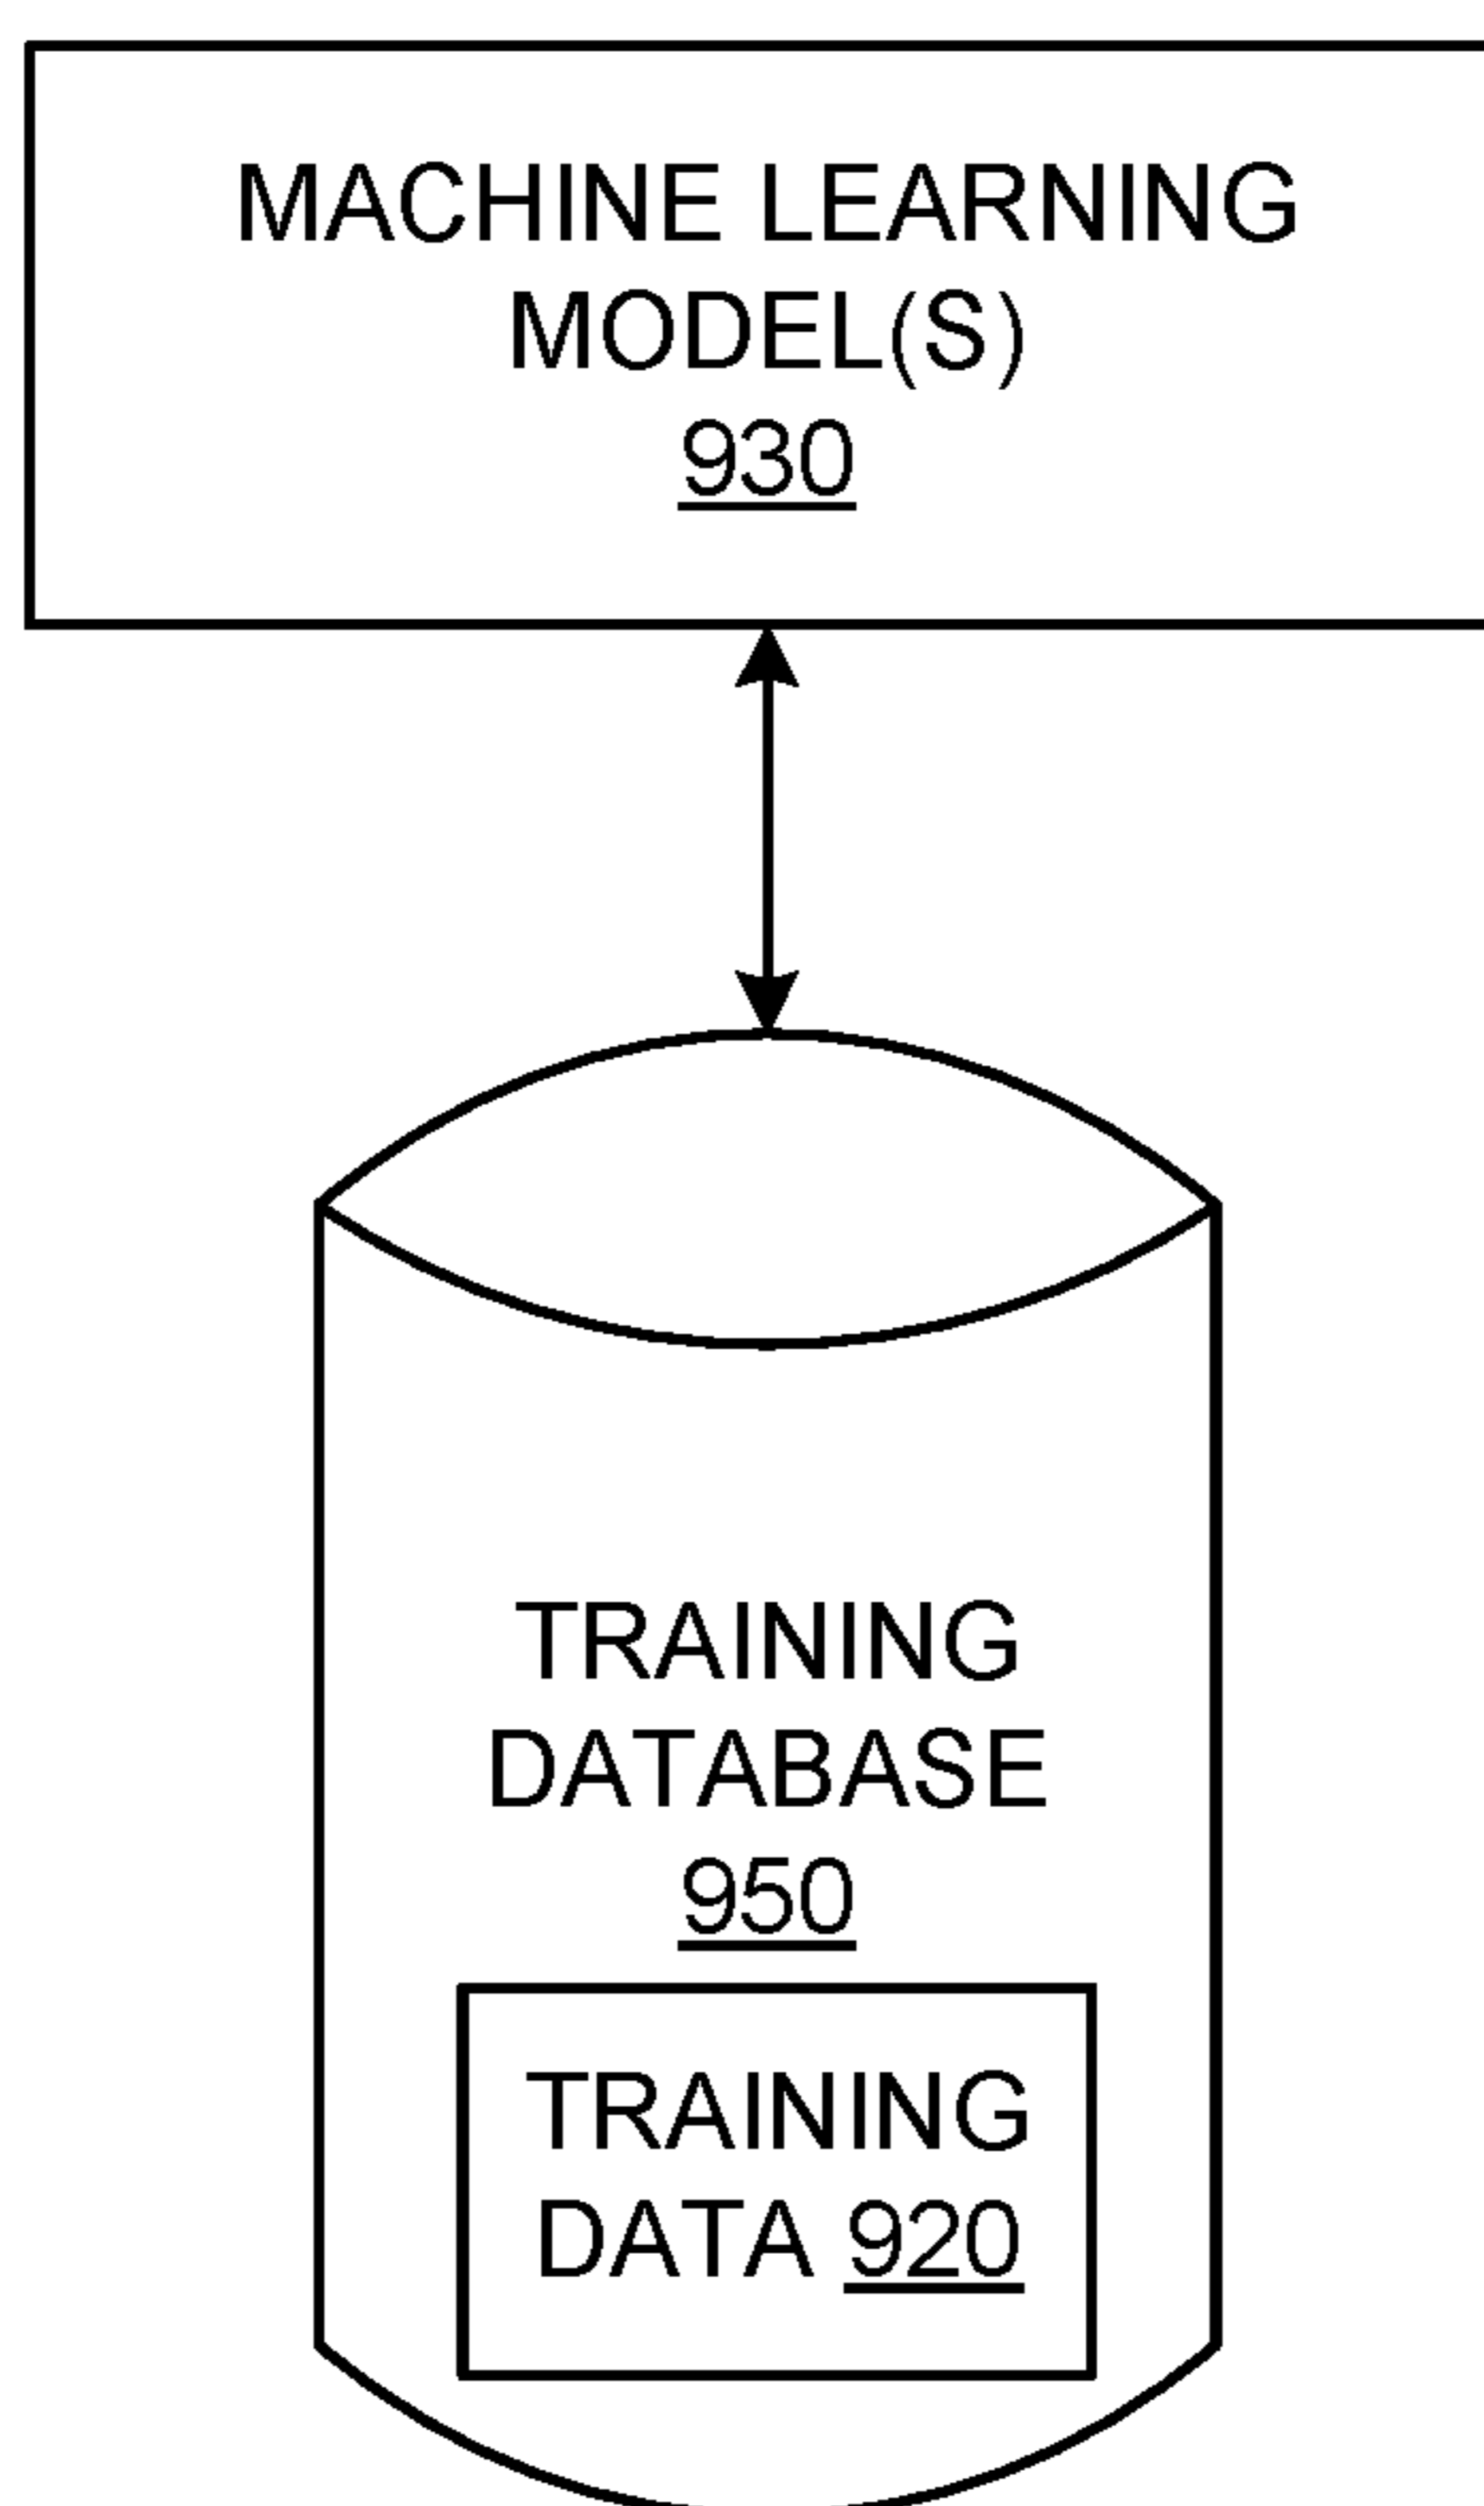 MACHINE LEARNING
MODEL(S)
930
TRAINING
DATABASE
950
TRAINING
DATA 920